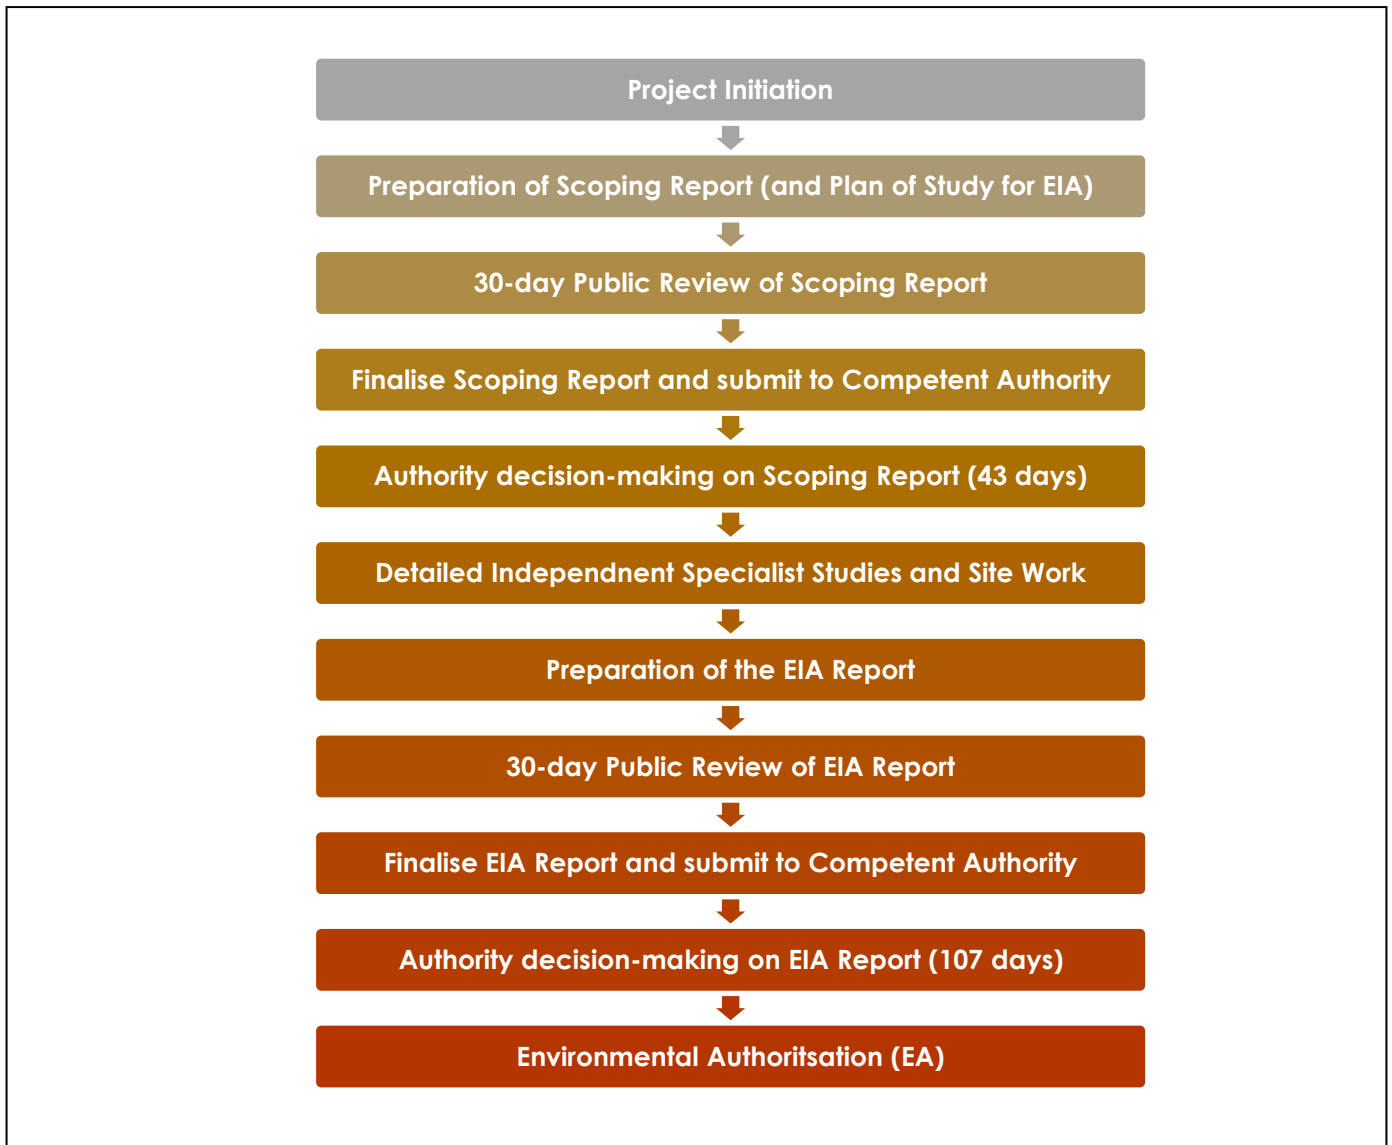 Project Initiation
Preparation of Scoping Report (and Plan of Study for EIA)
30-day Public Review of Scoping Report
Finalise Scoping Report and submit to Competent Authority
Authority decision-making on Scoping Report (43 days)
Detailed Independnent Specialist Studies and Site Work
Preparation of the EIA Report
30-day Public Review of EIA Report
Finalise EIA Report and submit to Competent Authority
Authority decision-making on EIA Report (107 days)
Environmental Authoritsation (EA)